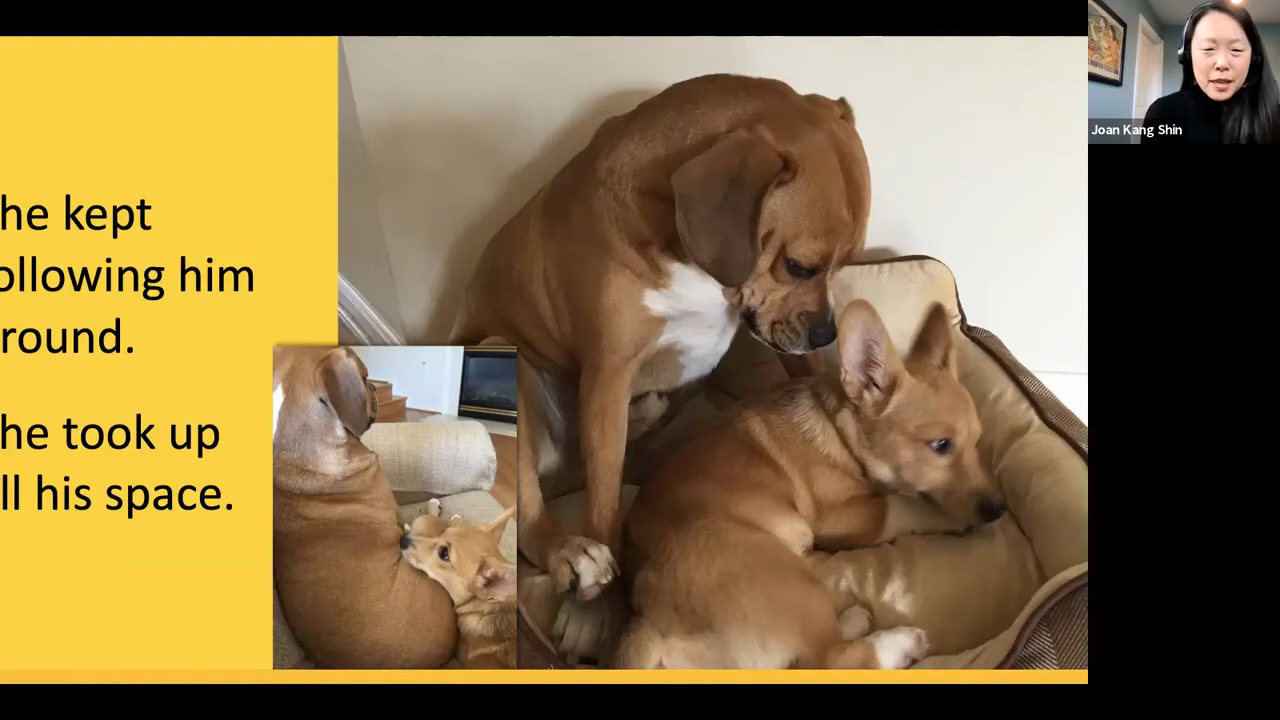 he kept
ollowing him
round.
he took up
ll his space.
Joan Kang Shin